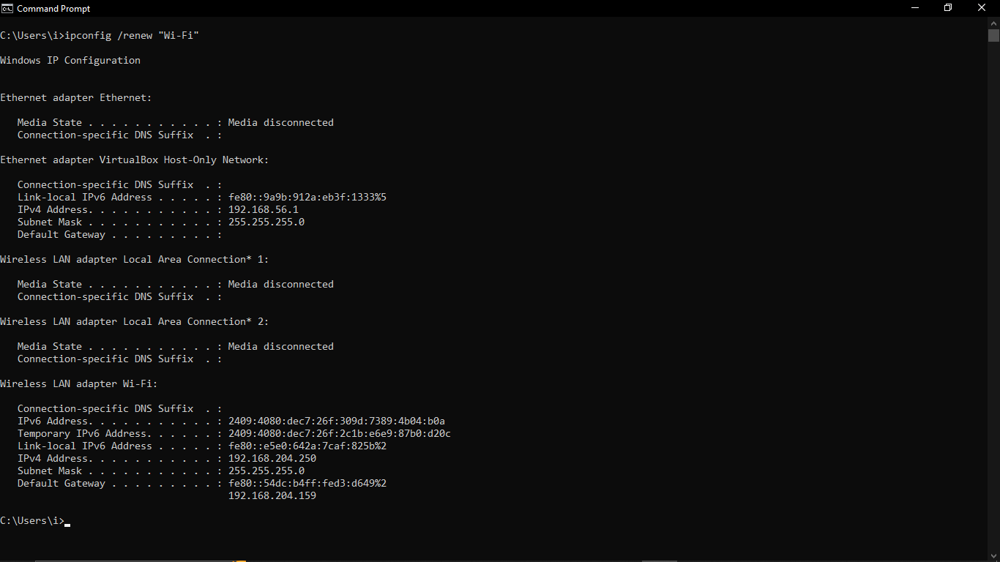 Command Prompt
C:\Users\i>ipconfig /renew "Wi-Fi"
Windows IP Configuration
Ethernet adapter Ethernet:
Media State . . . . . . . . . . . : Media disconnected
Connection-specific DNS Suffix  . :
Ethernet adapter VirtualBox Host-Only Network:
Connection-specific DNS Suffix  . :
Link-local IPv6 Address . . . . . : fe80::9a9b:912a:eb3f:1333%5
IPv4 Address. . . . . . . . . . . : 192.168.56.1
Subnet Mask . . . . . . . . . . . : 255.255.255.0
Default Gateway . . . . . . . . . :
Wireless LAN adapter Local Area Connection* 1:
Media State . . . . . . . . . . . : Media disconnected
Connection-specific DNS Suffix  . :
Wireless LAN adapter Local Area Connection* 2:
Media State . . . . . . . . . . . : Media disconnected
Connection-specific DNS Suffix  . :
Wireless LAN adapter Wi-Fi:
Connection-specific DNS Suffix  . :
IPv6 Address. . . . . . . . . . . : 2409:4080:dec7:26f:309d:7389:4b04:b0a
Temporary IPv6 Address. . . . . . : 2409:4080:dec7:26f:2c1b:e6e9:87b0:d20c
Link-local IPv6 Address . . . . . : fe80::e5e0:642a:7caf:825b%2
IPv4 Address. . . . . . . . . . . : 192.168.204.250
Subnet Mask . . . . . . . . . . . : 255.255.255.0
Default Gateway . . . . . . . . . : fe80::54dc:b4ff:fed3:d649%2
192.168.204.159
C:\Users\i>